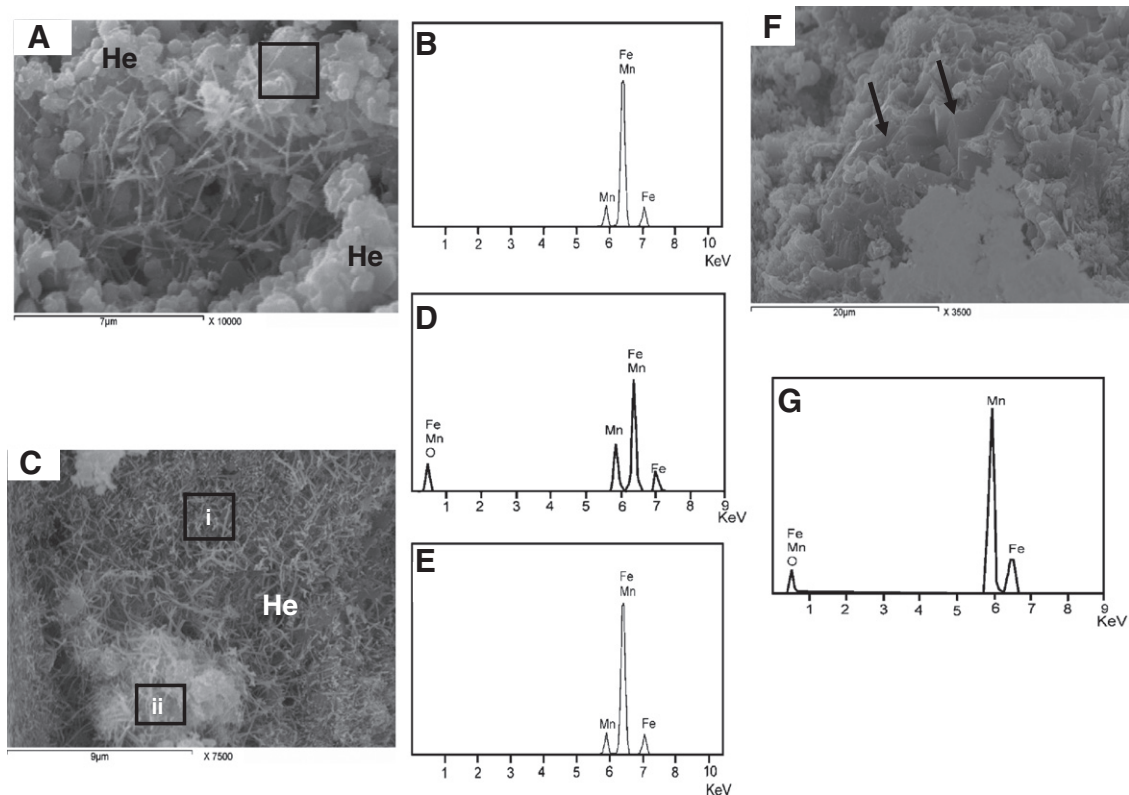 A
He
He
7µm X 10000
B
Fe
Mn
Mn Fe
1 2 3 4 5 6 7 8 9 10
KeV
F
20µm X 3500
D
Fe
Mn
Fe
Mn
O
Mn
Fe
1 2 3 4 5 6 7 8 9
KeV
C
i
He
ii
9µm X 7500
E
Fe
Mn
Mn Fe
1 2 3 4 5 6 7 8 9 10
KeV
G
Mn
Fe
Mn
O
Fe
1 2 3 4 5 6 7 8 9
KeV